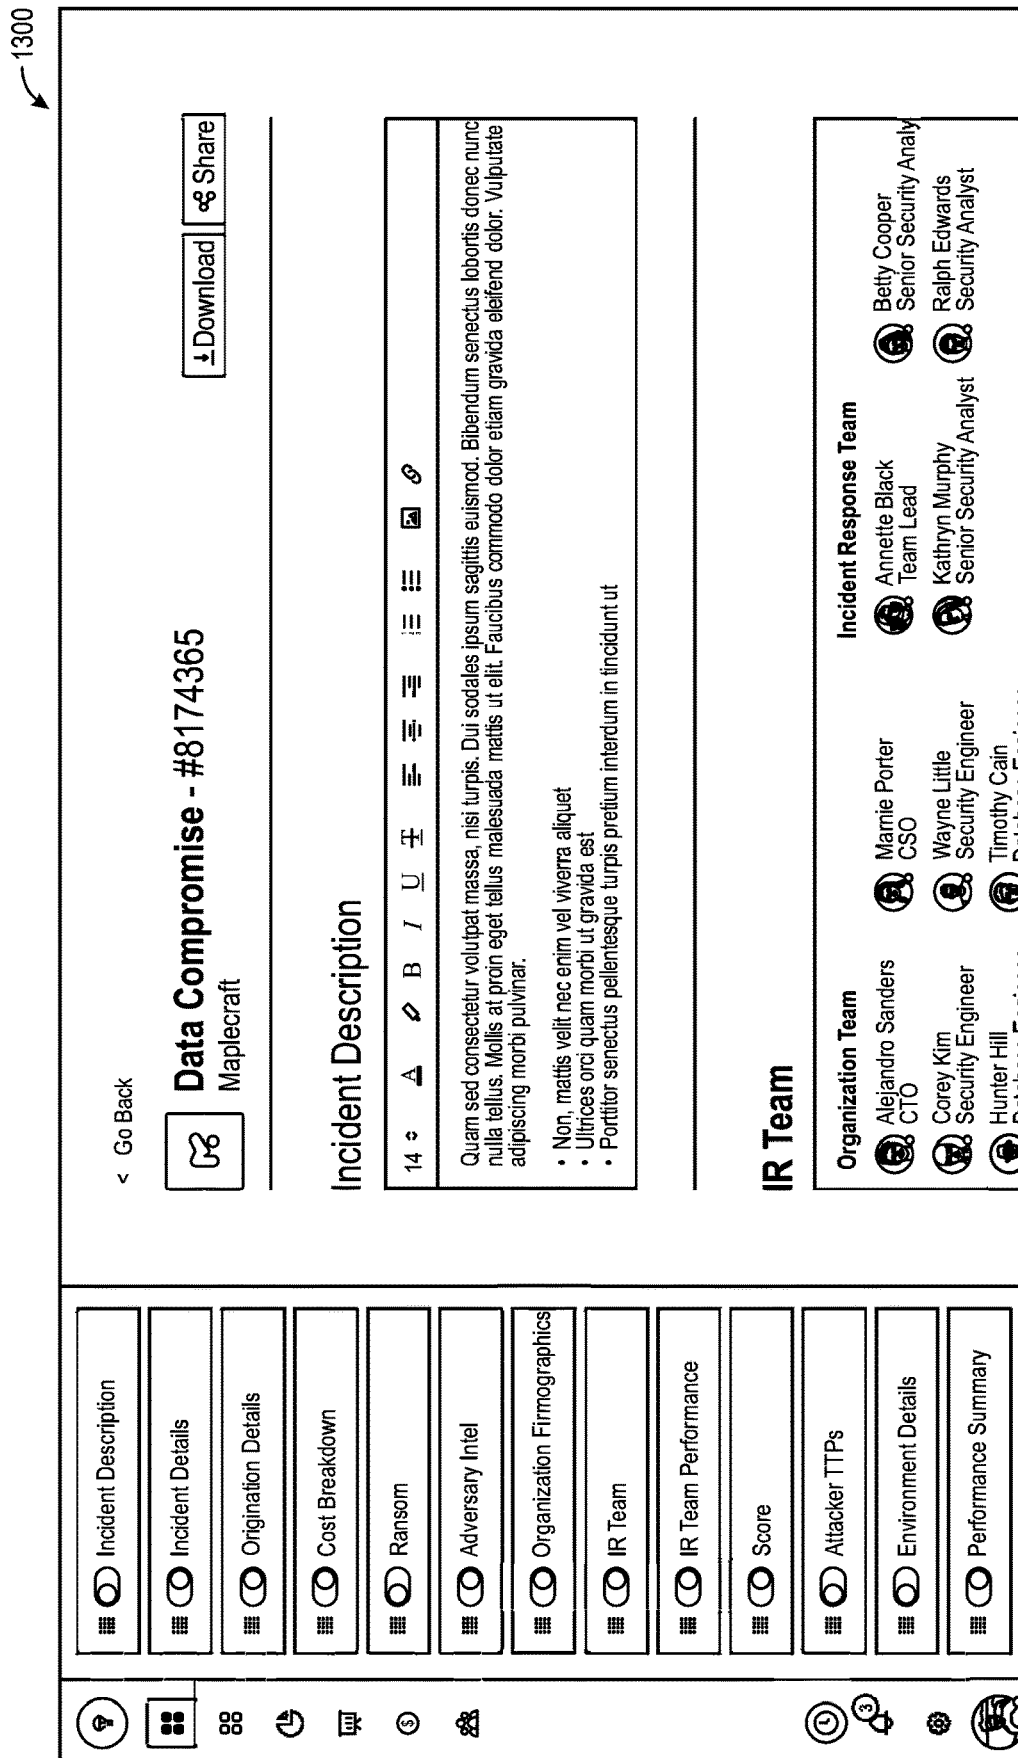 1300
Incident Description
Incident Details
Origination Details
Cost Breakdown
Ransom
Adversary Intel
Organization Firmographics
IR Team
IR Team Performance
Score
Attacker TTPs
Environment Details
Performance Summary
3
< Go Back
Data Compromise - #8174365
Maplecraft
Download
Share
Incident Description
14 A B I U T
Quam sed consectetur volutpat massa, nisi turpis. Dui sodales ipsum sagittis euismod. Bibendum senectus lobortis donec nunc
nulla tellus. Mollis at proin eget tellus malesuada mattis ut elit. Faucibus commodo dolor etiam gravida eleifend dolor. Vulputate
adipiscing morbi pulvinar.
• Non, mattis velit nec enim vel viverra aliquet
• Ultrices orci quam morbi ut gravida est
• Porttitor senectus pellentesque turpis pretium interdum in tincidunt ut
IR Team
Organization Team
Alejandro Sanders
CTO
Marnie Porter
CSO
Corey Kim
Security Engineer
Wayne Little
Security Engineer
Hunter Hill
Timothy Cain
Incident Response Team
Annette Black
Team Lead
Betty Cooper
Senior Security Analy
Kathryn Murphy
Senior Security Analyst
Ralph Edwards
Security Analyst